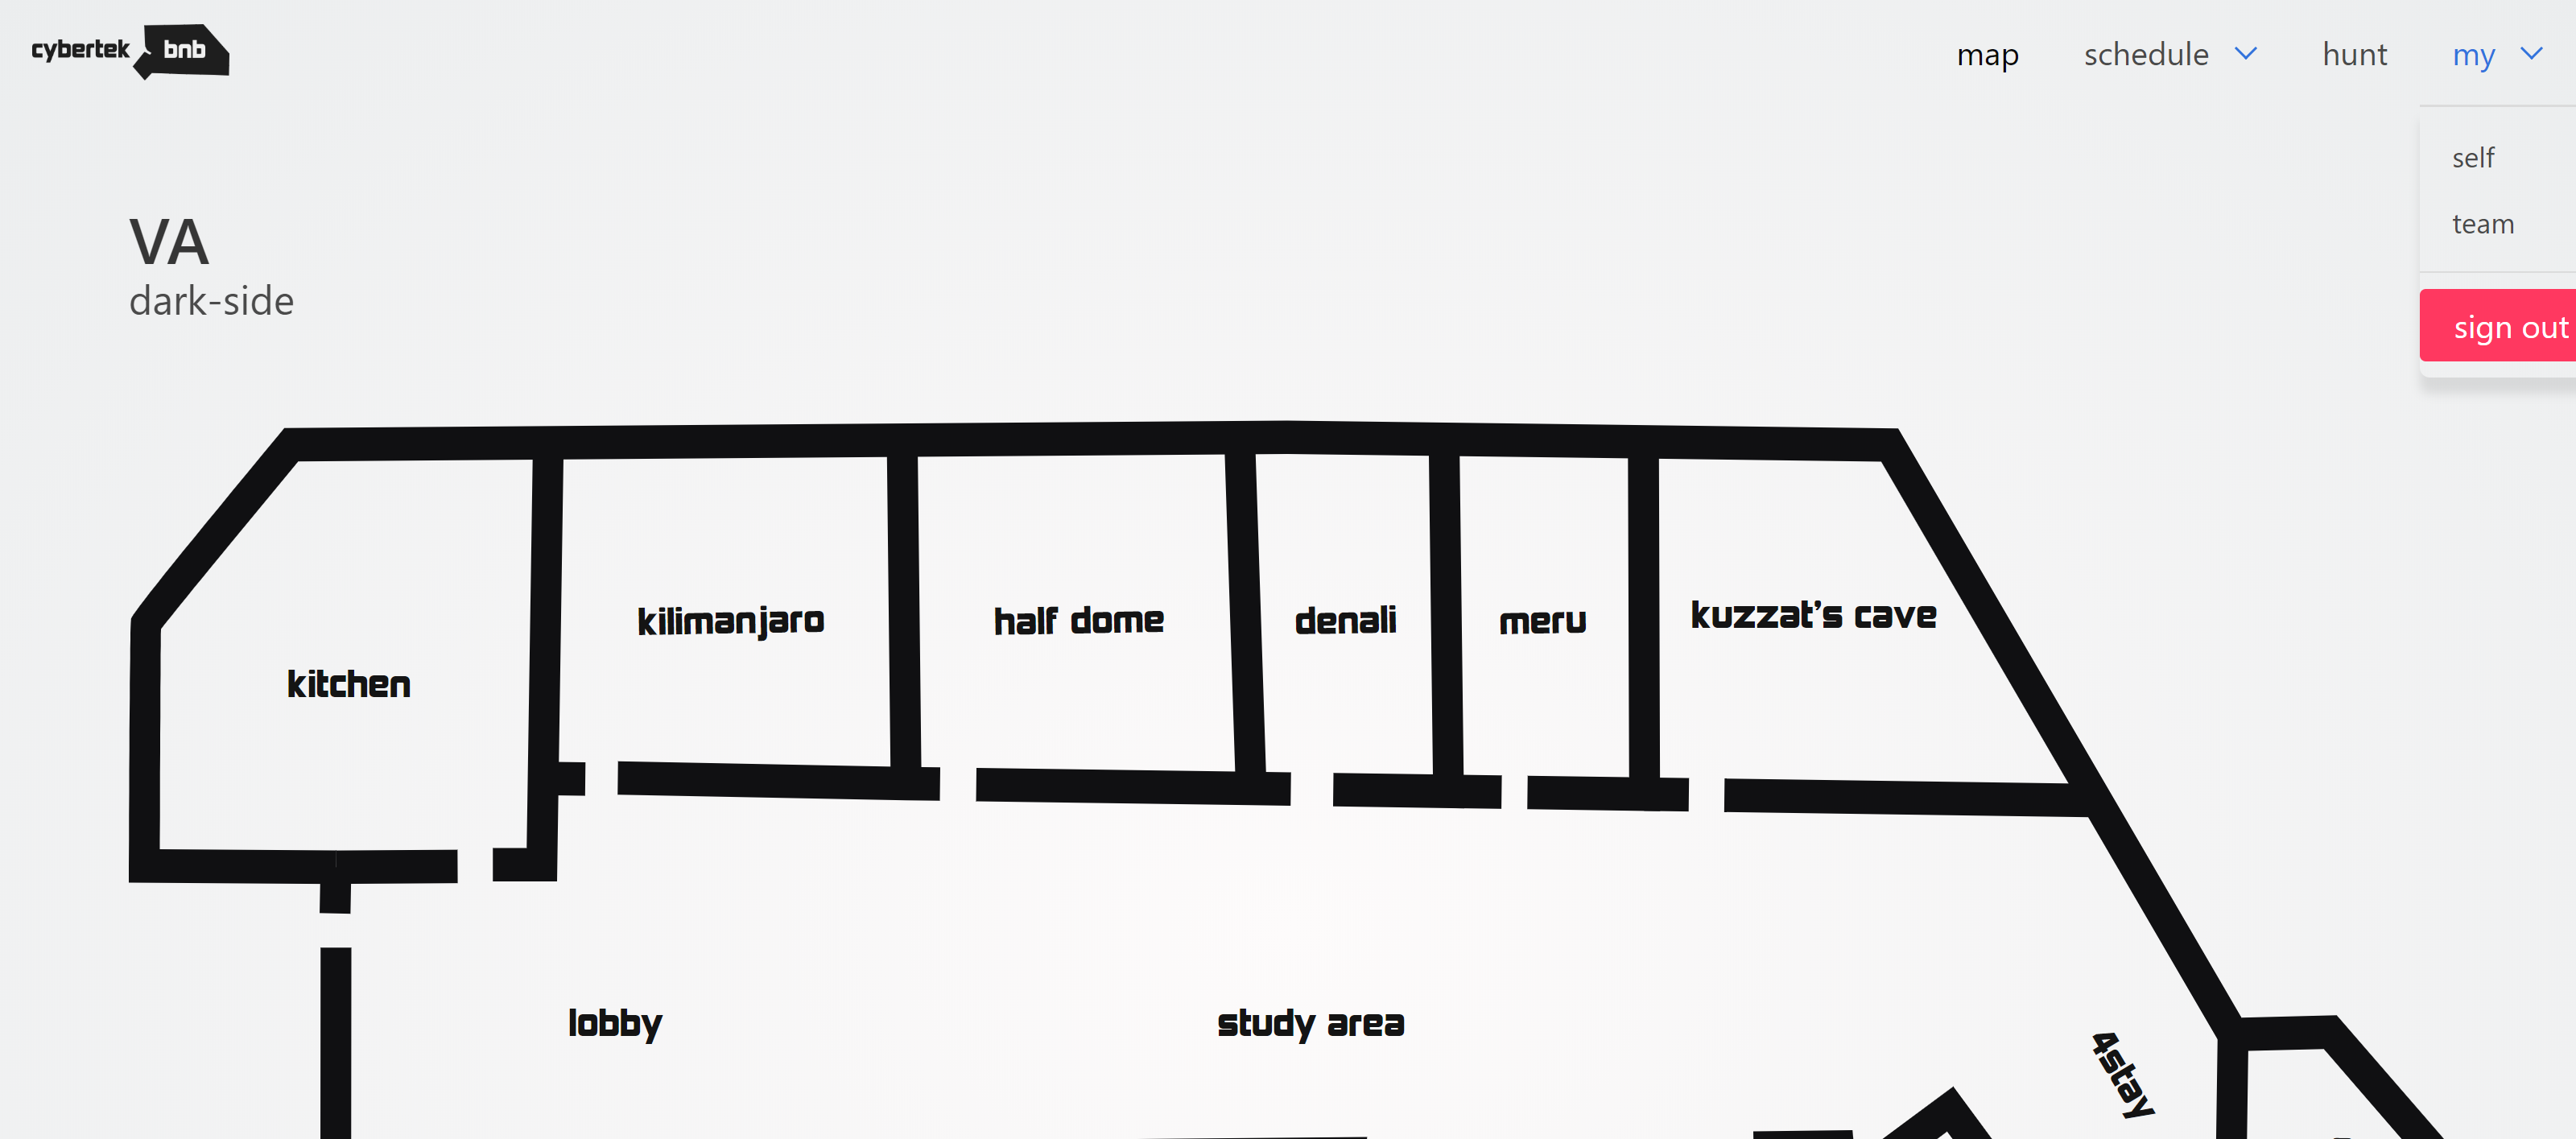 cybertek bnb
map schedule hunt my
self
team
sign out
VA
dark-side
kitchen
kilimanjaro
half dome
denali
meru
kuzzat's cave
lobby
study area
4stay